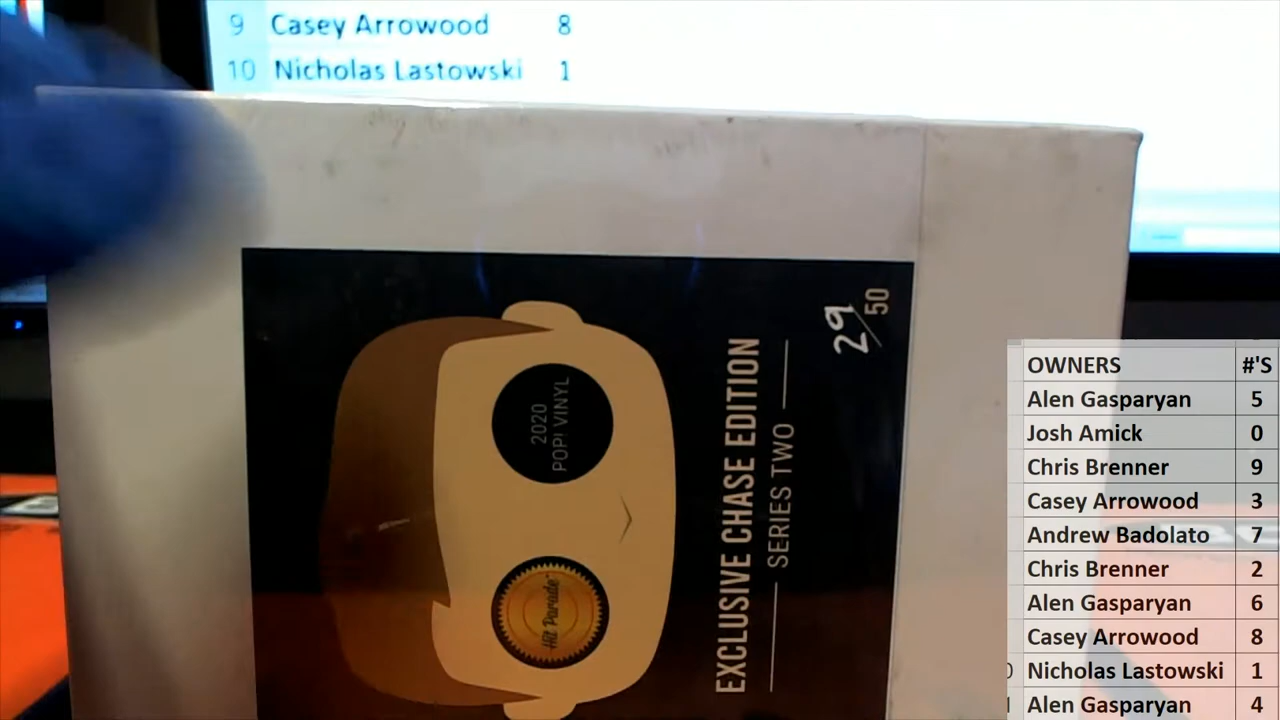 9 Casey Arrowood 8
10 Nicholas Lastowski 1
29/50
EXCLUSIVE CHASE EDITION
SERIES TWO
2020
POP! VINYL
Hit Parade
OWNERS #'S
Alen Gasparyan 5
Josh Amick 0
Chris Brenner 9
Casey Arrowood 3
Andrew Badolato 7
Chris Brenner 2
Alen Gasparyan 6
Casey Arrowood 8
Nicholas Lastowski 1
Alen Gasparyan 4